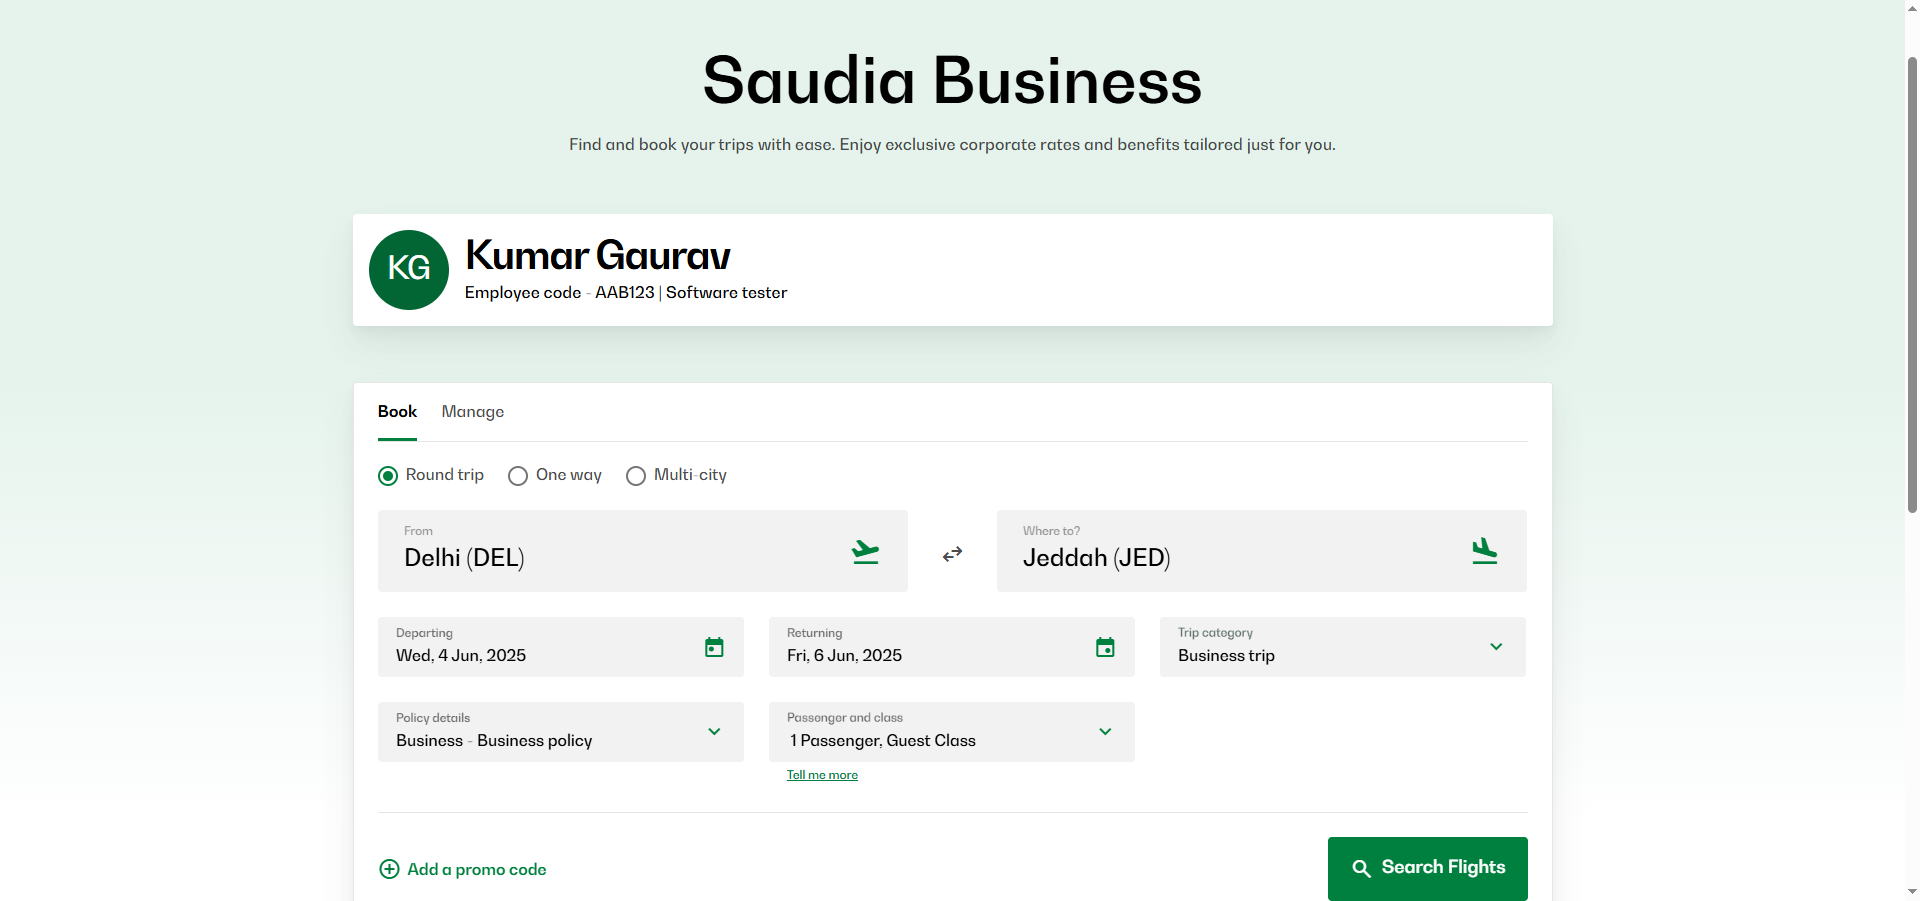 Saudia Business
Find and book your trips with ease. Enjoy exclusive corporate rates and benefits tailored just for you.
KG
Kumar Gaurav
Employee code - AAB123 | Software tester
Book Manage
Round trip One way Multi-city
From
Delhi (DEL)
Where to?
Jeddah (JED)
Departing
Wed, 4 Jun, 2025
Returning
Fri, 6 Jun, 2025
Trip category
Business trip
Policy details
Business - Business policy
Passenger and class
1 Passenger, Guest Class
Tell me more
Add a promo code
Search Flights